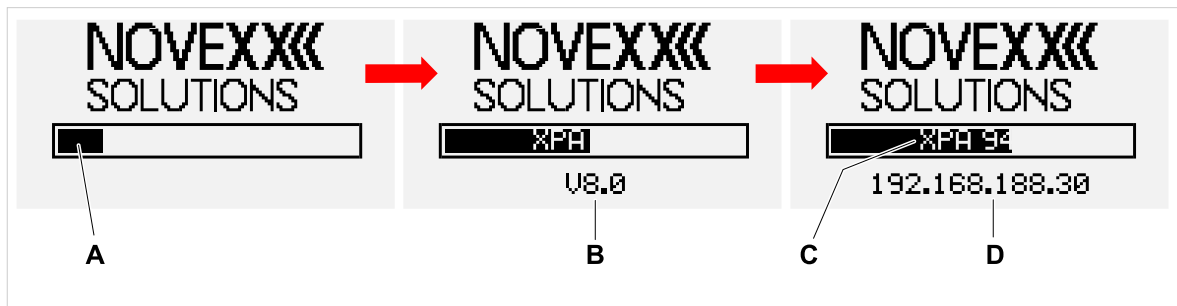 NOVEXX
SOLUTIONS
A
NOVEXX
SOLUTIONS
XPA
V8.0
B
NOVEXX
SOLUTIONS
XPA 94
192.168.188.30
C
D